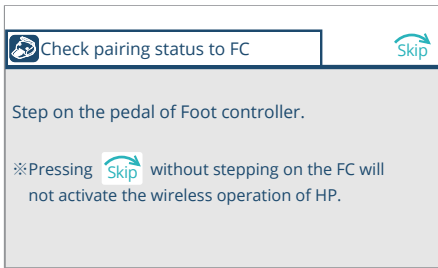 Check pairing status to FC
Skip
Step on the pedal of Foot controller.
※Pressing Skip without stepping on the FC will
not activate the wireless operation of HP.